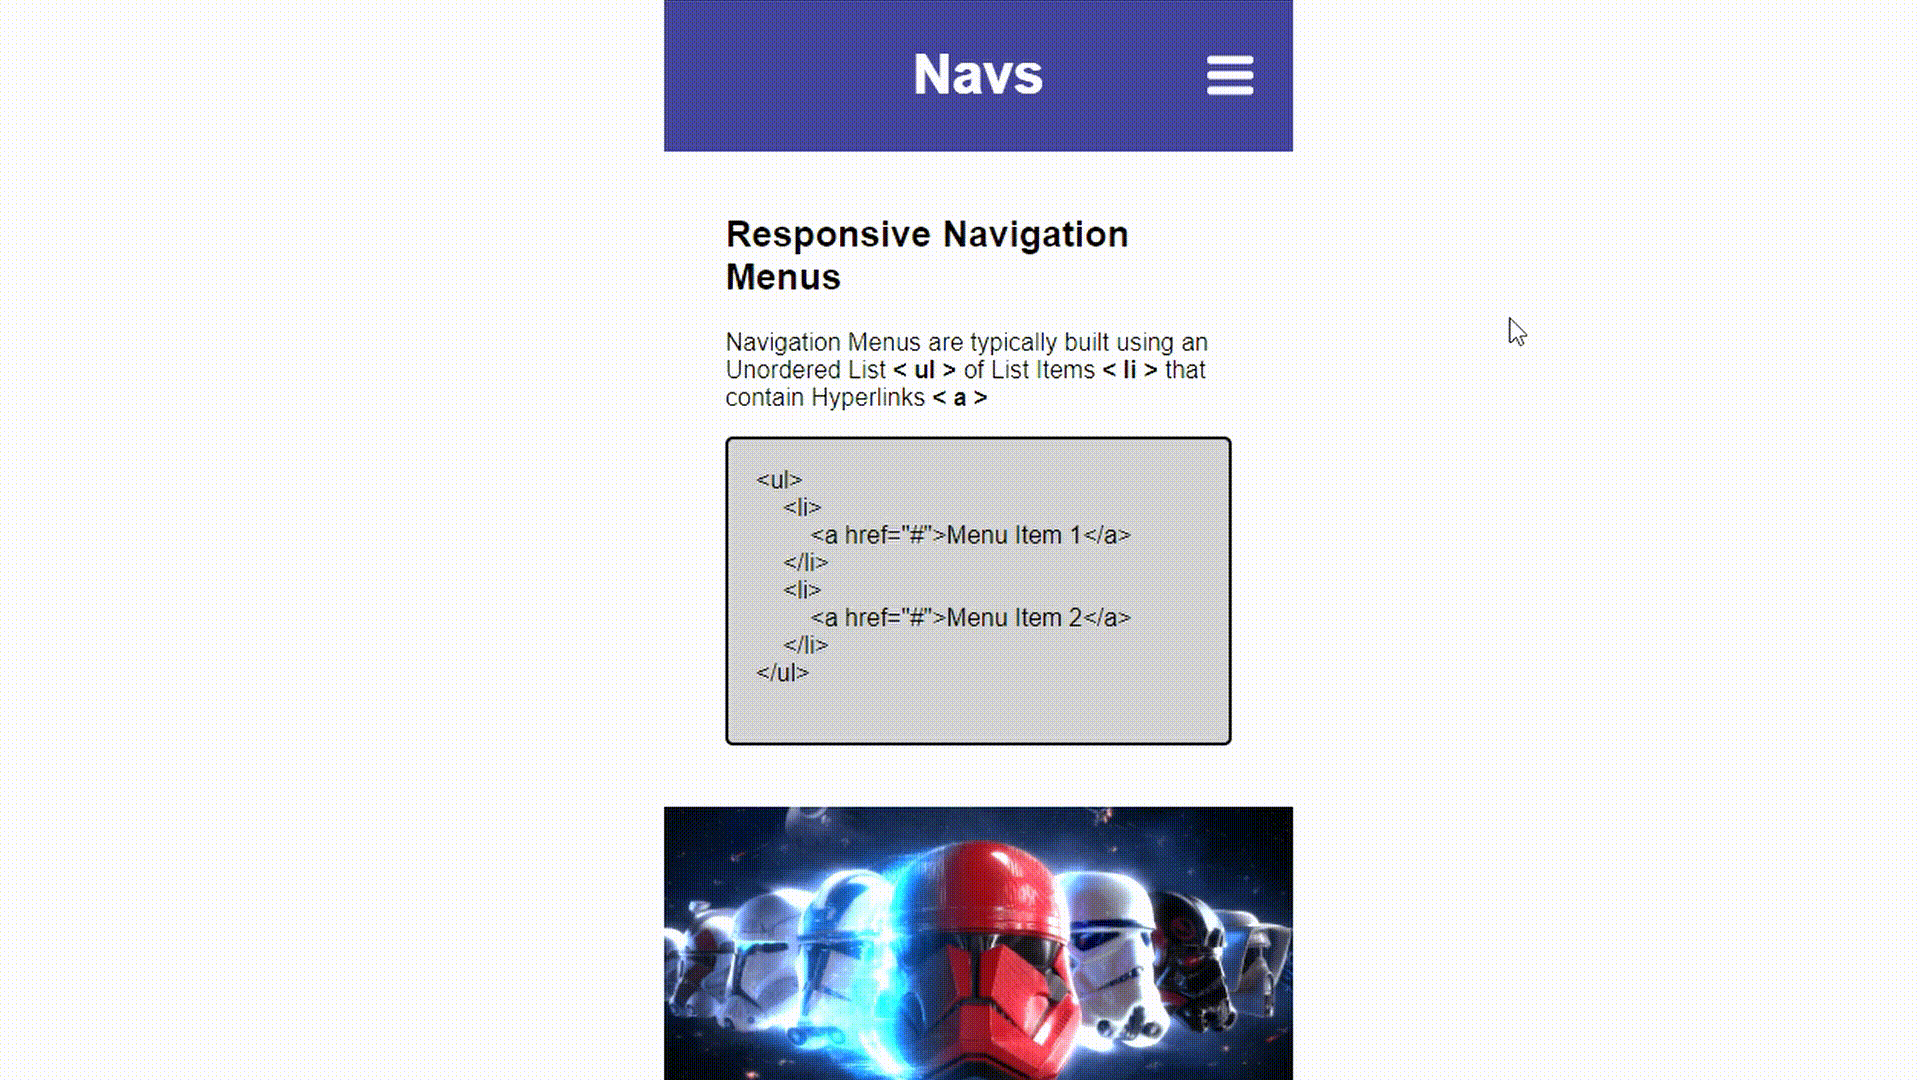 Navs
Responsive Navigation
Menus
Navigation Menus are typically built using an
Unordered List < ul > of List Items < li > that
contain Hyperlinks < a >
<ul>
<li>
<a href="#">Menu Item 1</a>
</li>
<li>
<a href="#">Menu Item 2</a>
</li>
</ul>